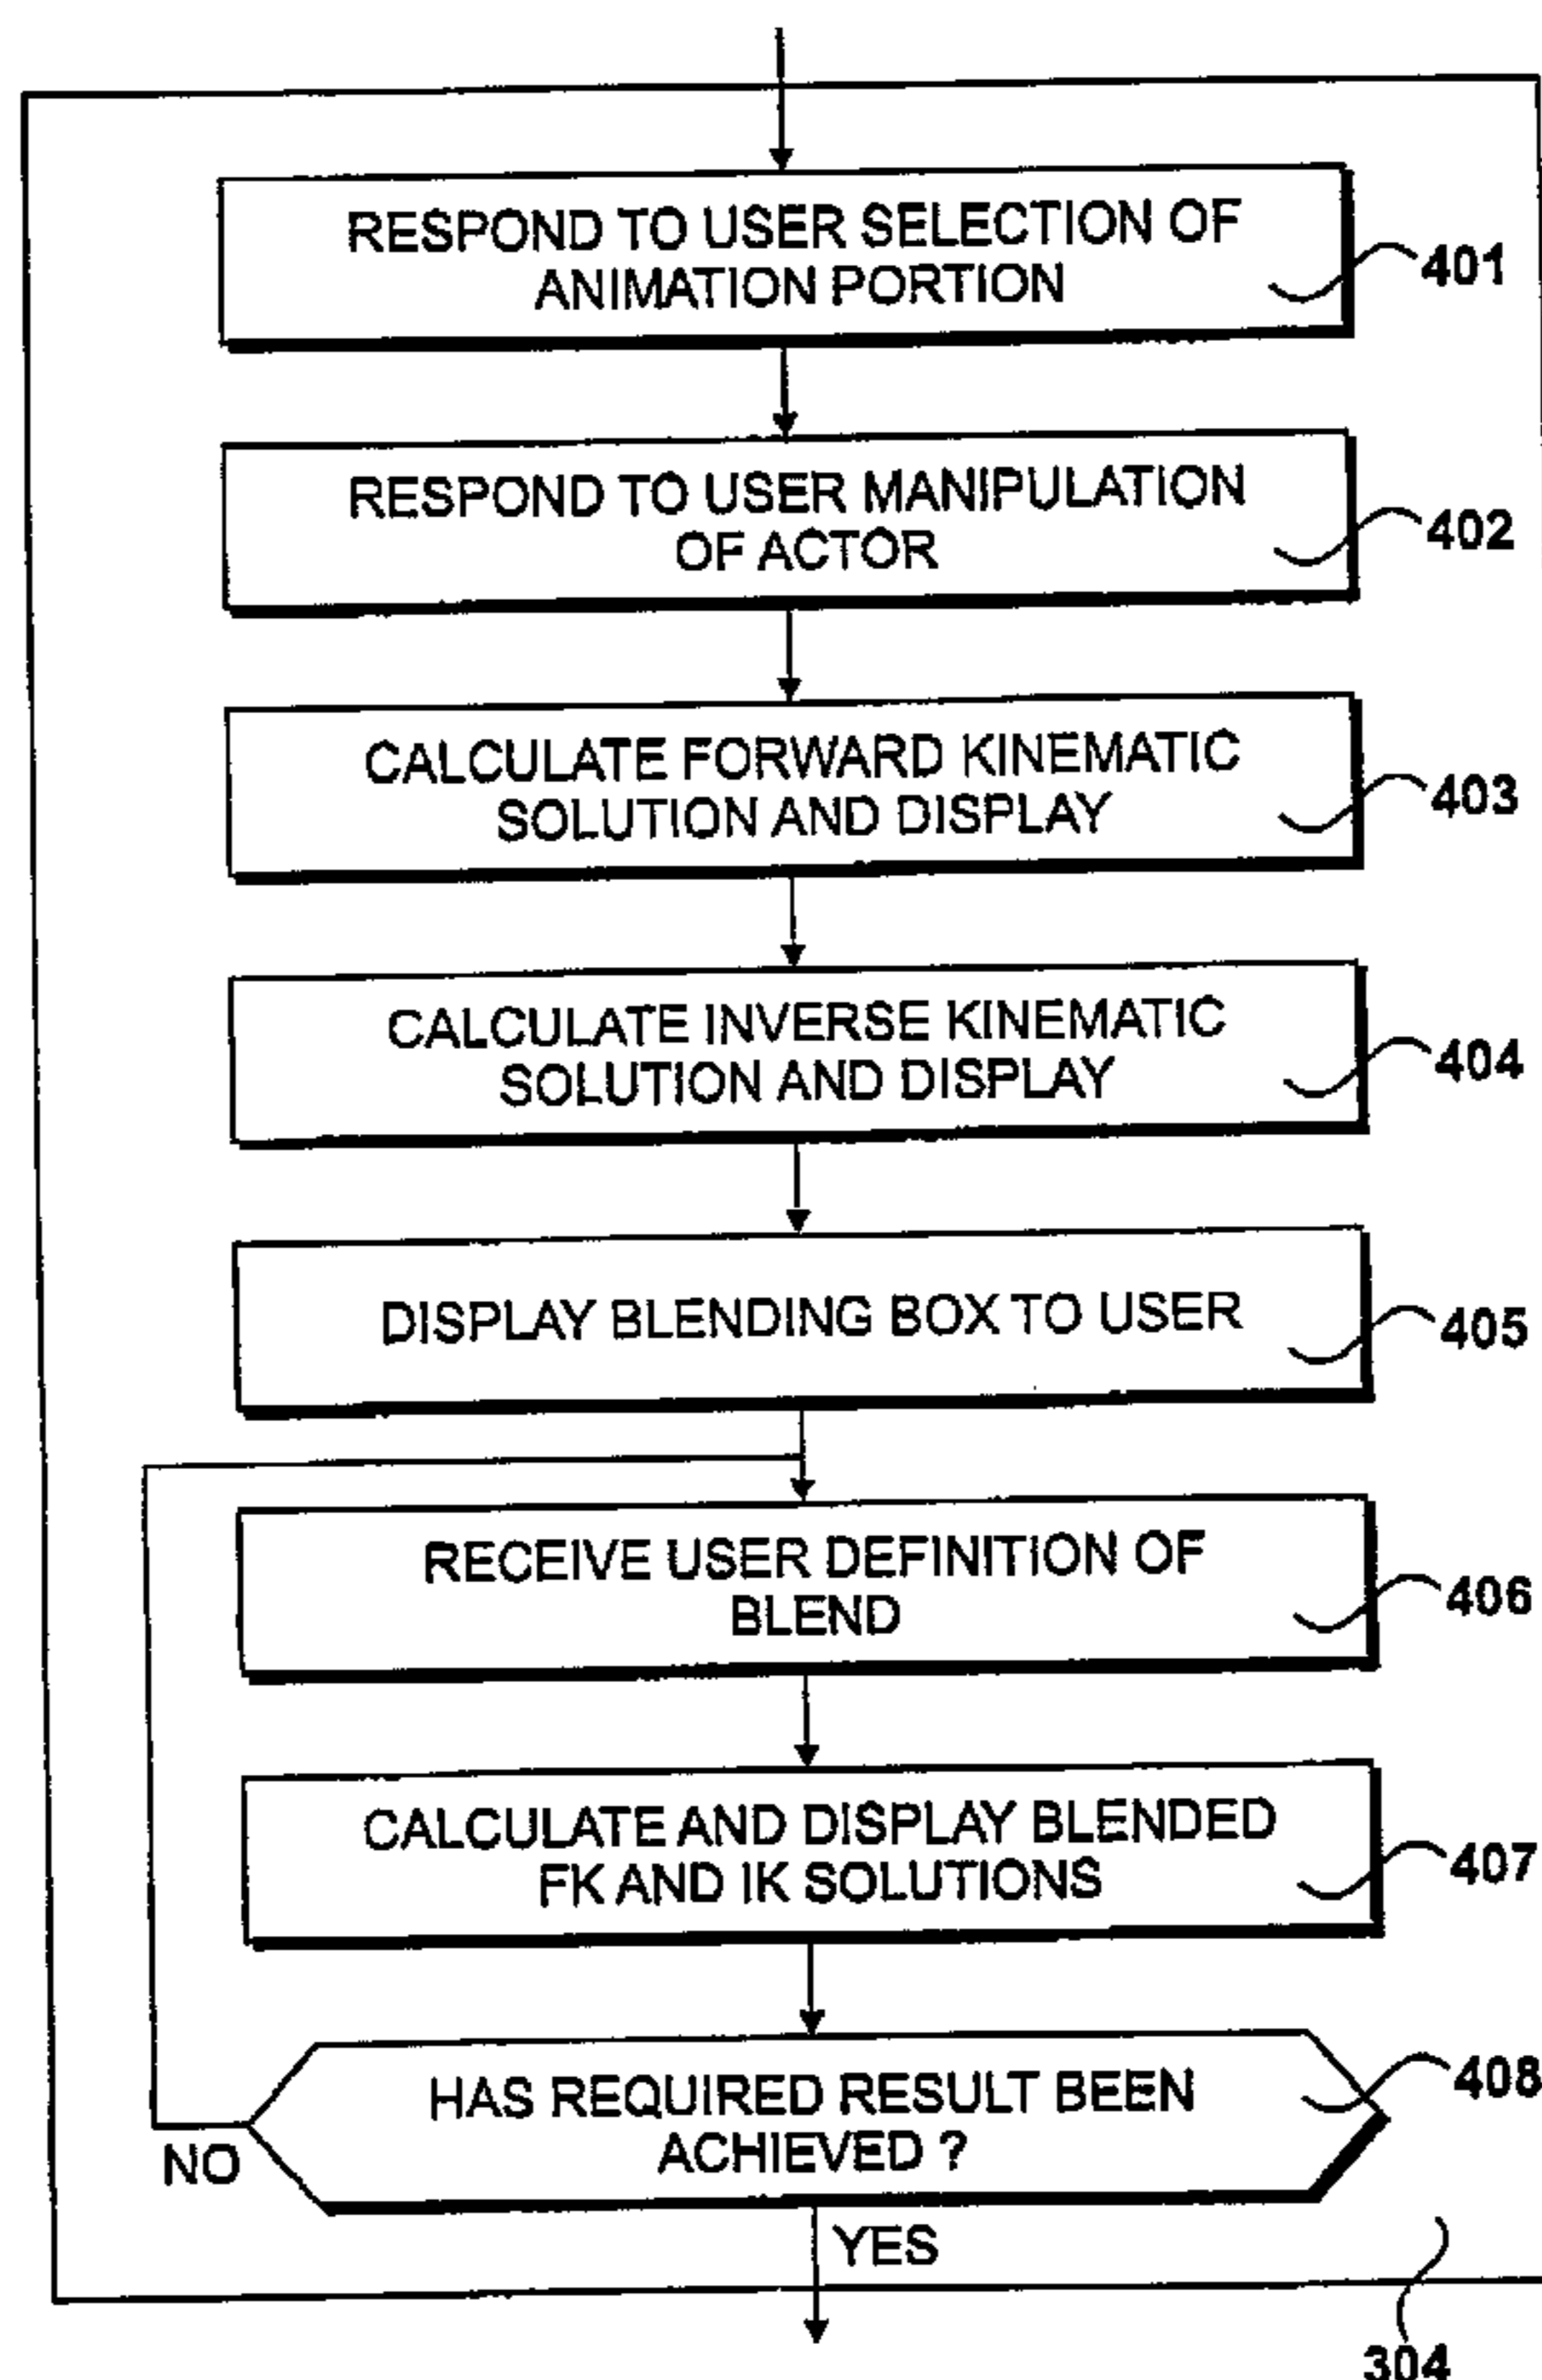 RESPOND TO USER SELECTION OF
ANIMATION PORTION
401
RESPOND TO USER MANIPULATION
OF ACTOR
402
CALCULATE FORWARD KINEMATIC
SOLUTION AND DISPLAY
403
CALCULATE INVERSE KINEMATIC
SOLUTION AND DISPLAY
404
DISPLAY BLENDING BOX TO USER
405
RECEIVE USER DEFINITION OF
BLEND
406
CALCULATE AND DISPLAY BLENDED
FK AND IK SOLUTIONS
407
HAS REQUIRED RESULT BEEN
ACHIEVED ?
408
NO
YES
304